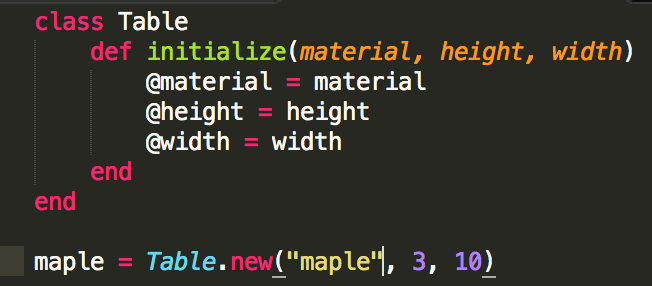 class Table
    def initialize(material, height, width)
        @material = material
        @height = height
        @width = width
    end
end

maple = Table.new("maple", 3, 10)